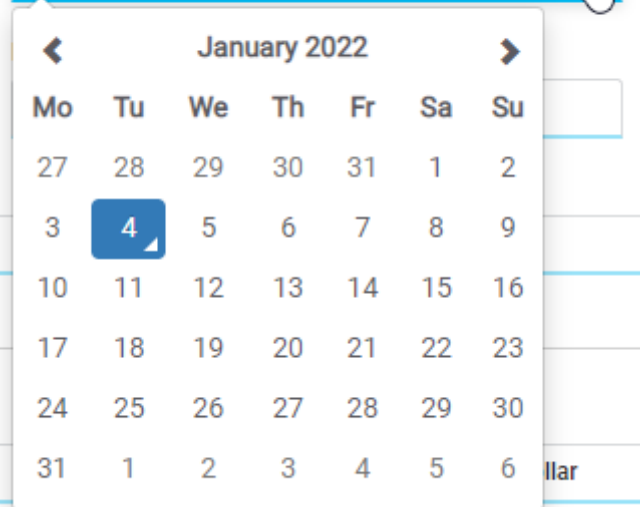 January 2022
Mo Tu We Th Fr Sa Su
27 28 29 30 31 1 2
3 4 5 6 7 8 9
10 11 12 13 14 15 16
17 18 19 20 21 22 23
24 25 26 27 28 29 30
31 1 2 3 4 5 6
llar